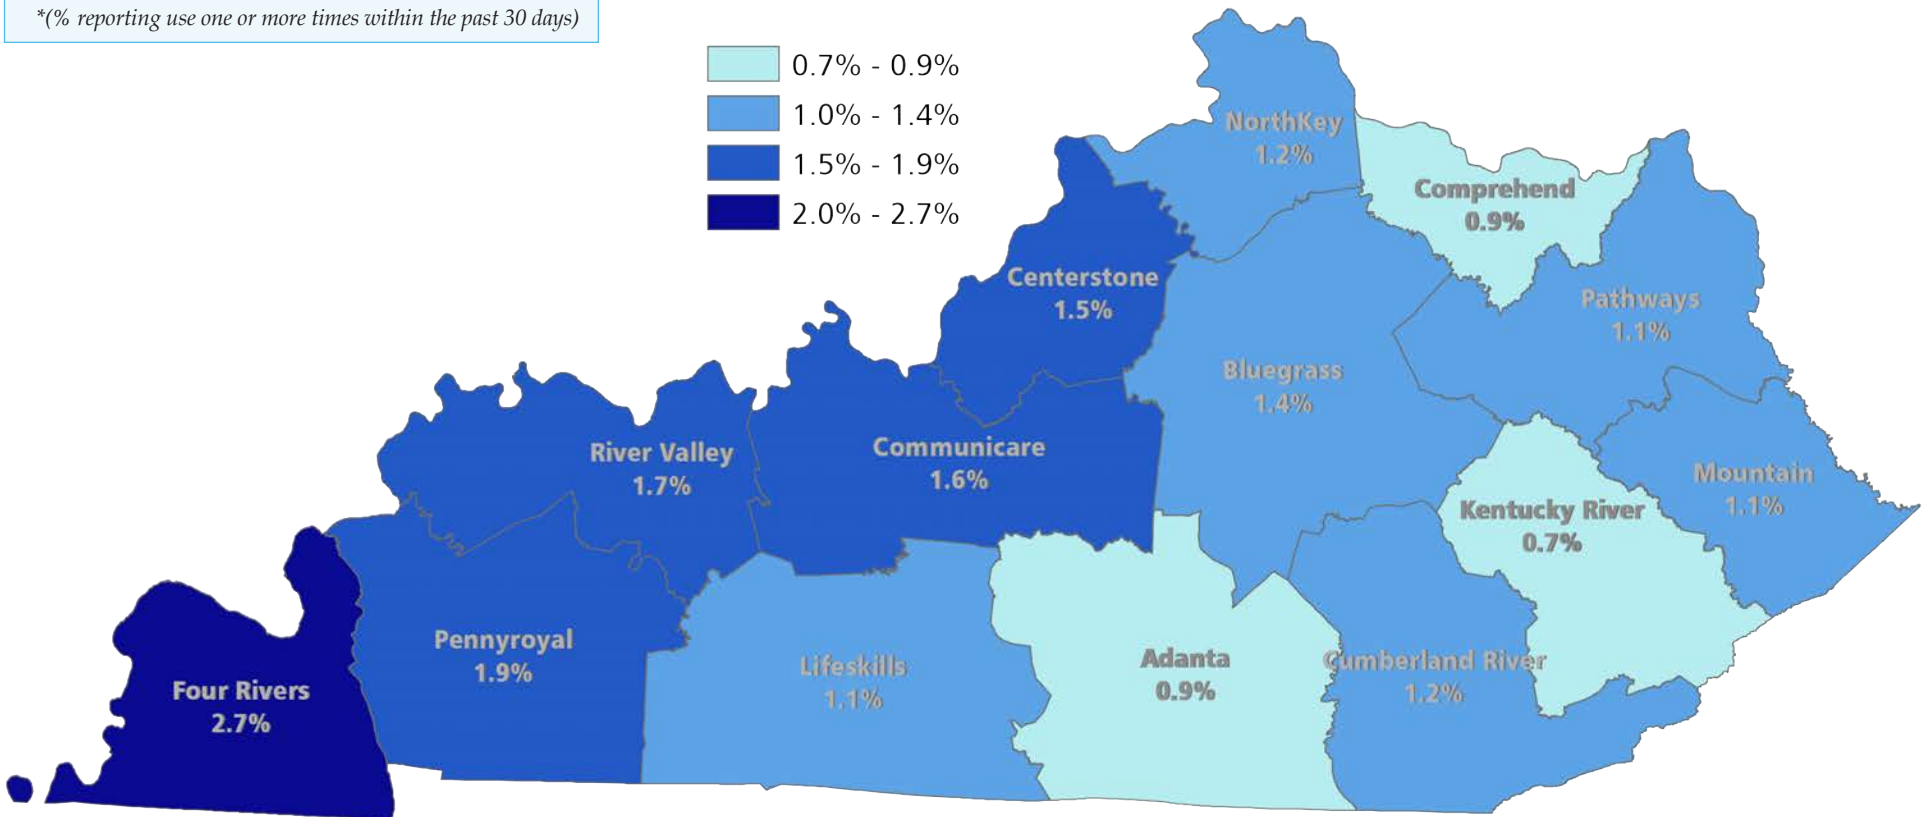 *(% reporting use one or more times within the past 30 days)
0.7% - 0.9%
1.0% - 1.4%
1.5% - 1.9%
2.0% - 2.7%
NorthKey
1.2%
Comprehend
0.9%
Centerstone
1.5%
Pathways
1.1%
Bluegrass
1.4%
River Valley
1.7%
Communicare
1.6%
Mountain
1.1%
Kentucky River
0.7%
Pennyroyal
1.9%
Lifeskills
1.1%
Adanta
0.9%
Cumberland River
1.2%
Four Rivers
2.7%